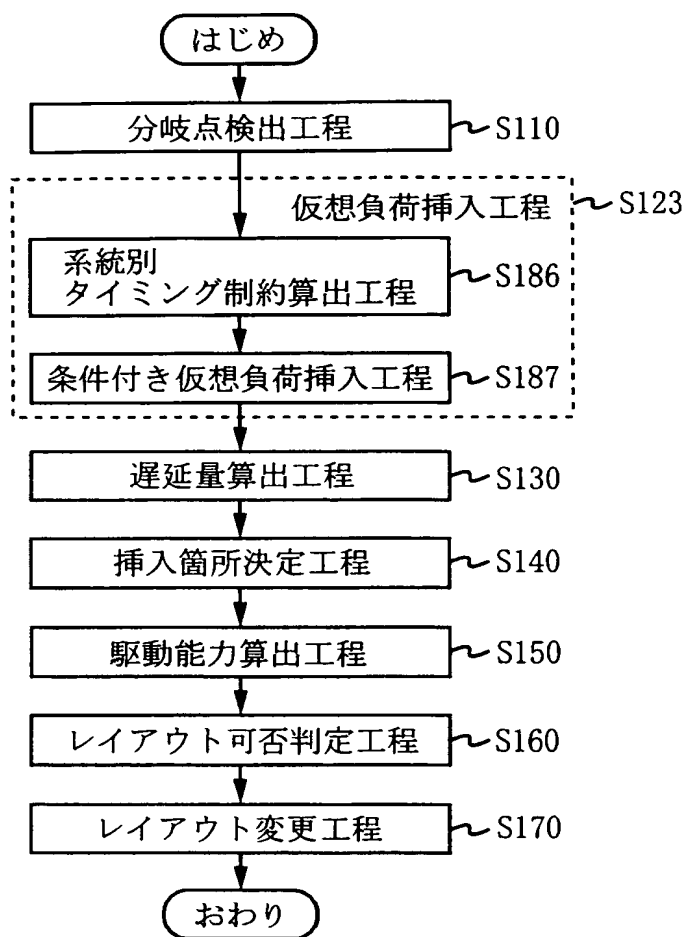 はじめ
分岐点検出工程 S110
仮想負荷挿入工程 S123
系統別
タイミング制約算出工程 S186
条件付き仮想負荷挿入工程 S187
遅延量算出工程 S130
挿入箇所決定工程 S140
駆動能力算出工程 S150
レイアウト可否判定工程 S160
レイアウト変更工程 S170
おわり